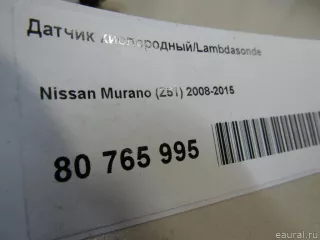 Датчик кислородный/Lambdasonde
Nissan Murano (Z51) 2008-2015
80 765 995
eaural.ru